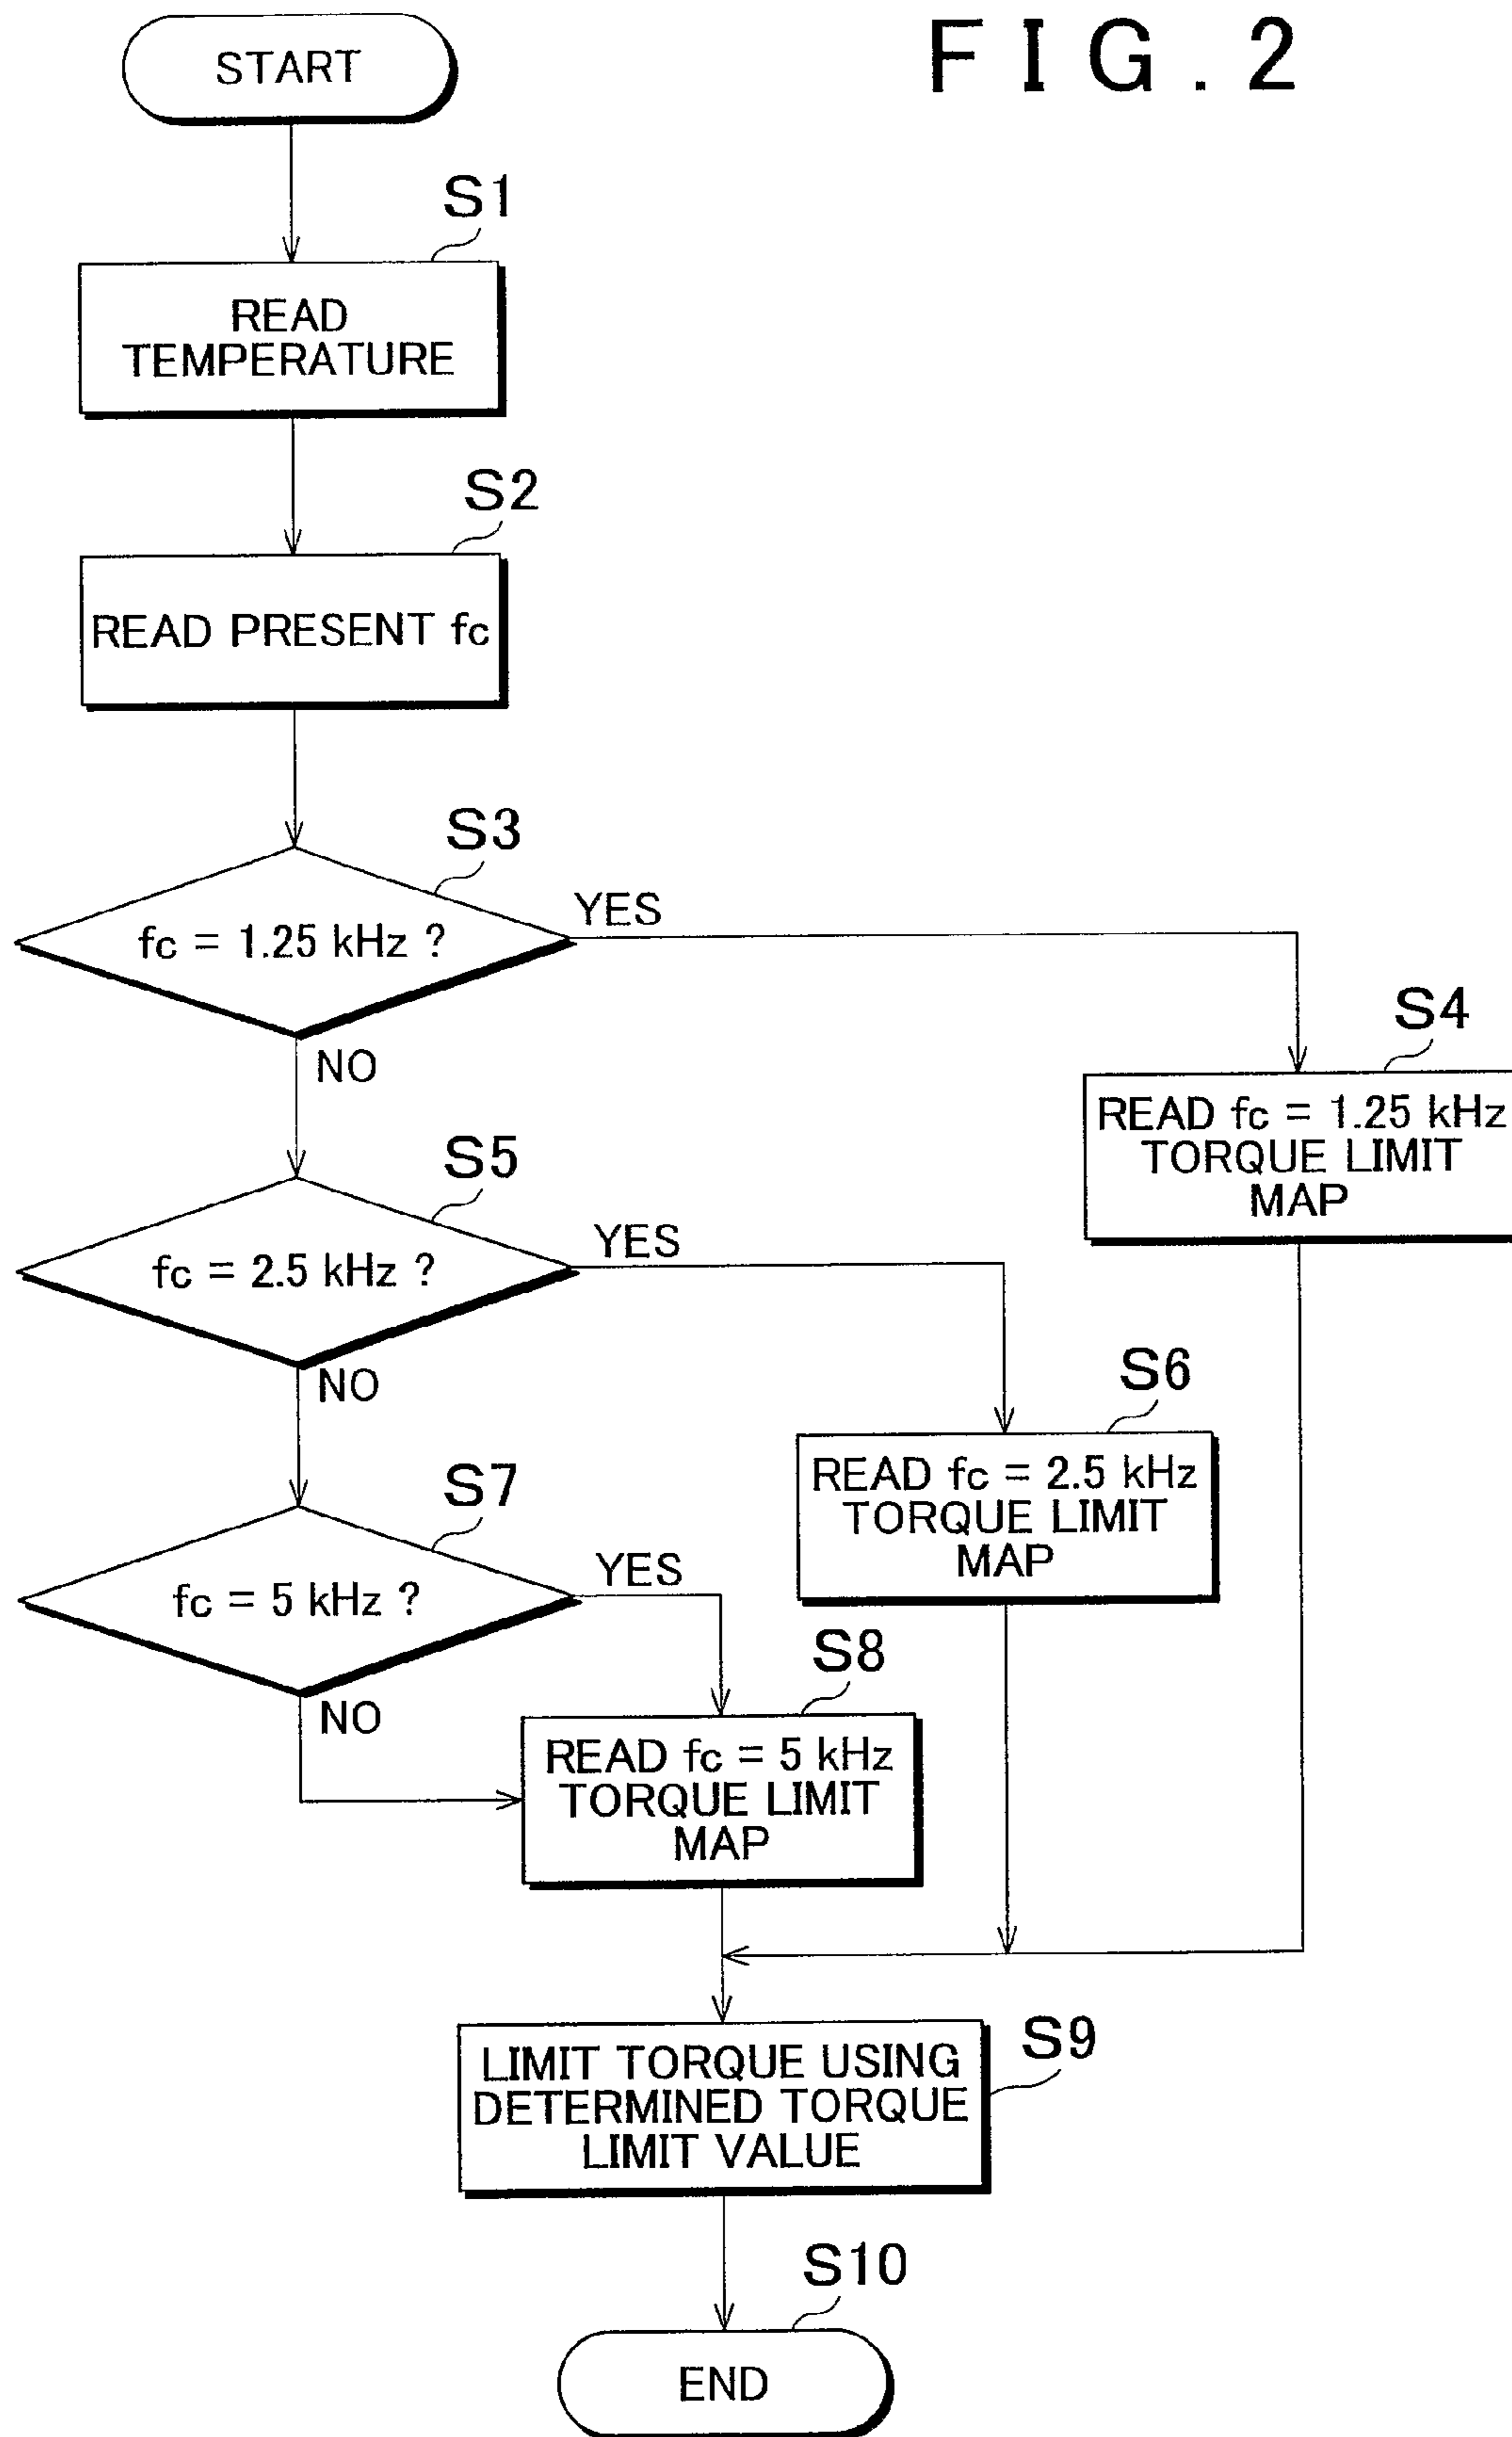 FIG.2
START
S1
READ
TEMPERATURE
S2
READ PRESENT fc
S3
fc = 1.25 kHz ?
YES
NO
S4
READ fc = 1.25 kHz
TORQUE LIMIT
MAP
S5
fc = 2.5 kHz ?
YES
NO
S6
READ fc = 2.5 kHz
TORQUE LIMIT
MAP
S7
fc = 5 kHz ?
YES
NO
S8
READ fc = 5 kHz
TORQUE LIMIT
MAP
S9
LIMIT TORQUE USING
DETERMINED TORQUE
LIMIT VALUE
S10
END